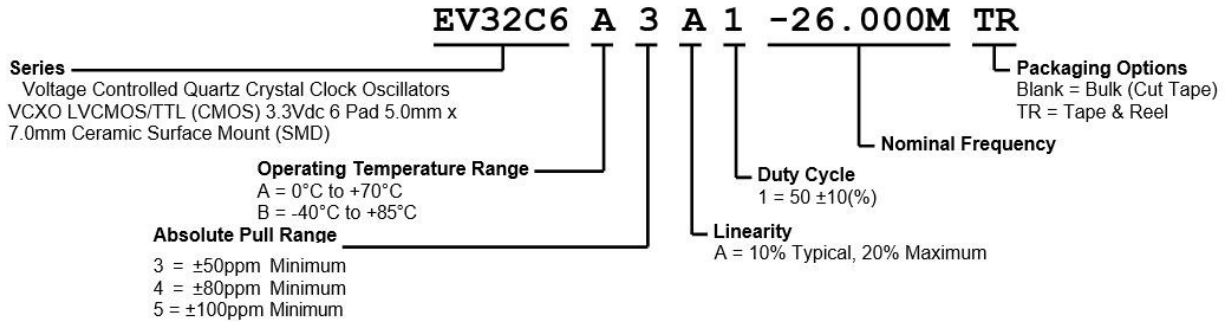 EV32C6 A 3 A 1 -26.000M TR
Series
Voltage Controlled Quartz Crystal Clock Oscillators
VCXO LVCMOS/TTL (CMOS) 3.3Vdc 6 Pad 5.0mm x
7.0mm Ceramic Surface Mount (SMD)
Packaging Options
Blank = Bulk (Cut Tape)
TR = Tape & Reel
Nominal Frequency
Operating Temperature Range
A = 0°C to +70°C
B = -40°C to +85°C
Duty Cycle
1 = 50 ±10(%)
Absolute Pull Range
3 = ±50ppm Minimum
4 = ±80ppm Minimum
5 = ±100ppm Minimum
Linearity
A = 10% Typical, 20% Maximum